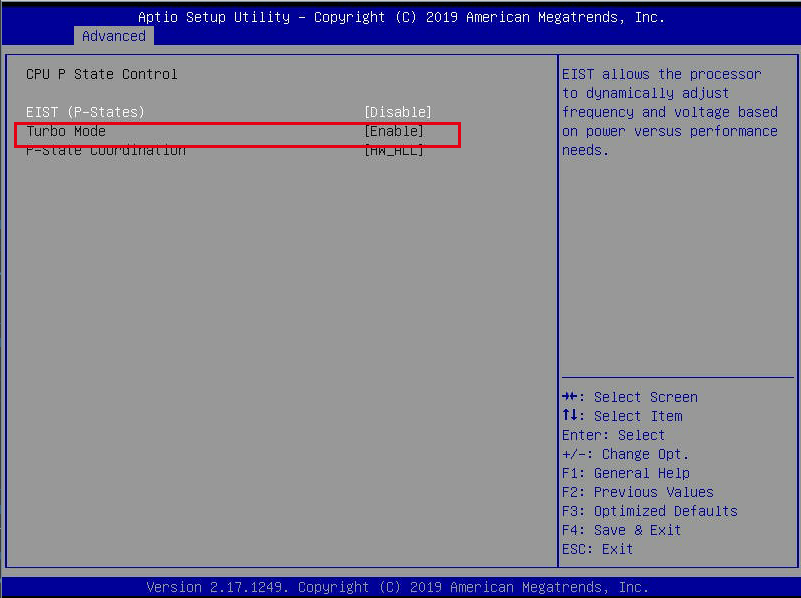 Aptio Setup Utility – Copyright (C) 2019 American Megatrends, Inc.
Advanced
CPU P State Control
EIST (P-States) [Disable]
Turbo Mode [Enable]
P-State Coordination [HW_ALL]
EIST allows the processor
to dynamically adjust
frequency and voltage based
on power versus performance
needs.
→←: Select Screen
↑↓: Select Item
Enter: Select
+/-: Change Opt.
F1: General Help
F2: Previous Values
F3: Optimized Defaults
F4: Save & Exit
ESC: Exit
Version 2.17.1249. Copyright (C) 2019 American Megatrends, Inc.